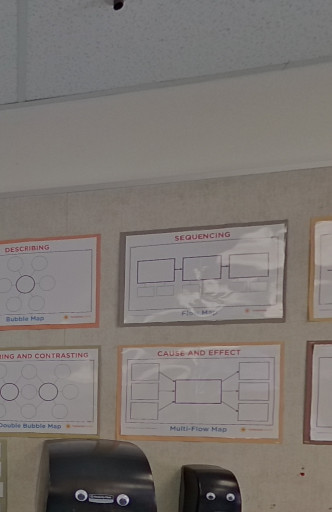 DESCRIBING
Bubble Map
SEQUENCING
Flow Map
ING AND CONTRASTING
Double Bubble Map
CAUSE AND EFFECT
Multi-Flow Map